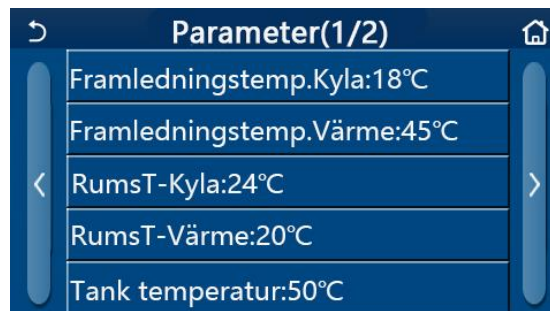 Parameter(1/2)
Framledningstemp.Kyla:18℃
Framledningstemp.Värme:45℃
RumsT-Kyla:24℃
RumsT-Värme:20℃
Tank temperatur:50℃